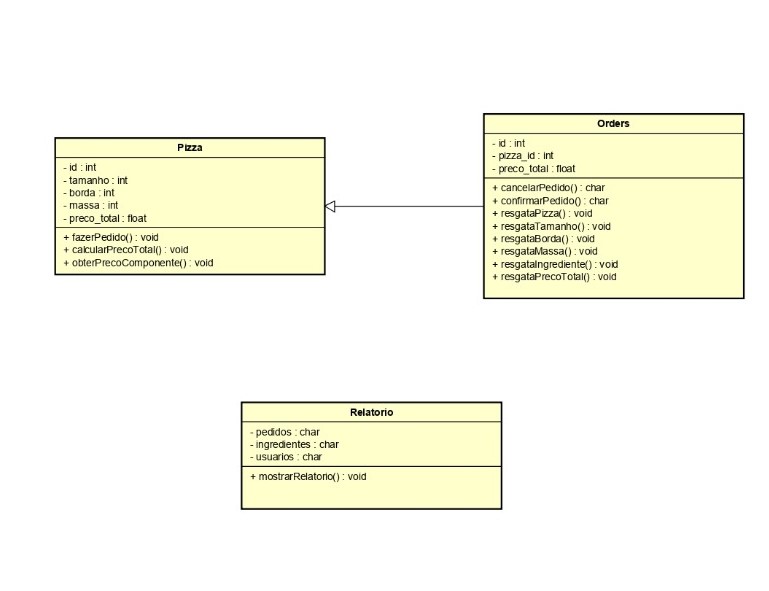 Pizza
- id : int
- tamanho : int
- borda : int
- massa : int
- preco_total : float
+ fazerPedido() : void
+ calcularPrecoTotal() : void
+ obterPrecoComponente() : void
Orders
- id : int
- pizza_id : int
- preco_total : float
+ cancelarPedido() : char
+ confirmarPedido() : char
+ resgataPizza() : void
+ resgataTamanho() : void
+ resgataBorda() : void
+ resgataMassa() : void
+ resgataIngrediente() : void
+ resgataPrecoTotal() : void
Relatorio
- pedidos : char
- ingredientes : char
- usuarios : char
+ mostrarRelatorio() : void